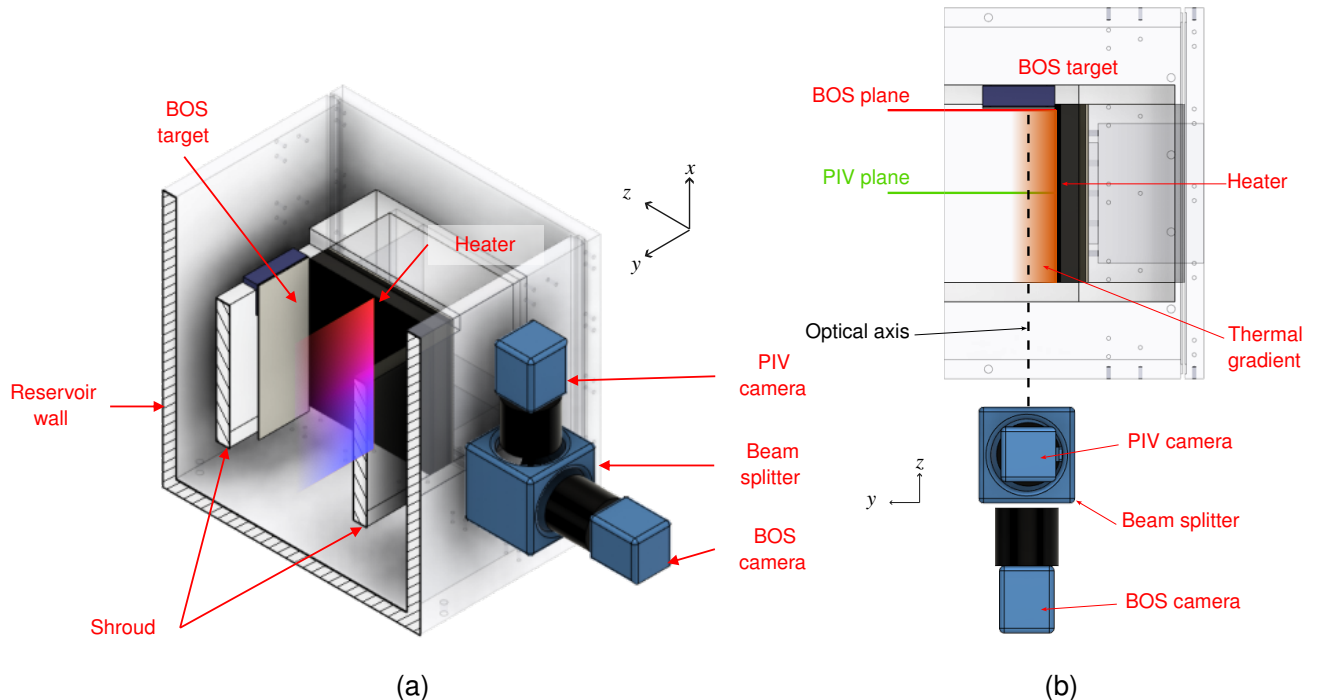 BOS
target
x
z
y
Heater
PIV
camera
Reservoir
wall
Beam
splitter
BOS
camera
Shroud
(a)
BOS target
BOS plane
PIV plane
Heater
Optical axis
Thermal
gradient
PIV camera
z
y
Beam splitter
BOS camera
(b)